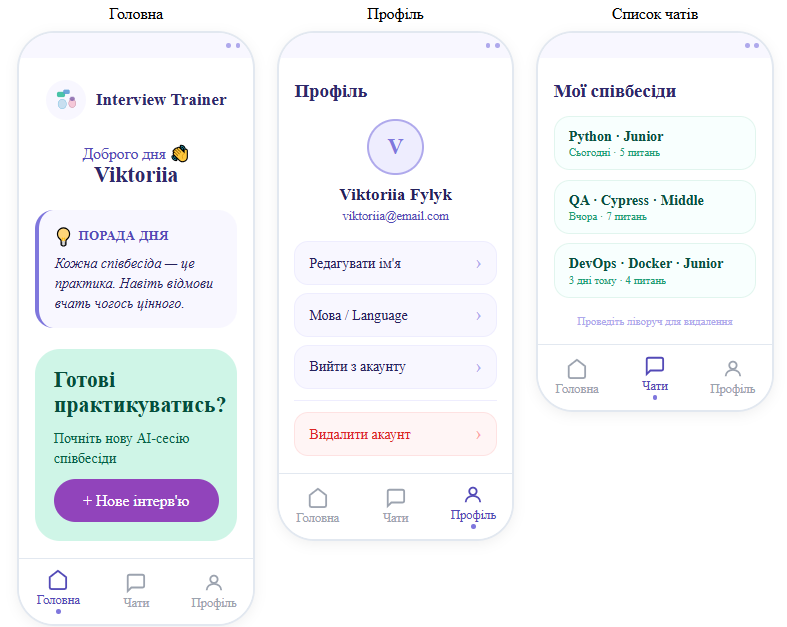 Головна
Interview Trainer
Доброго дня 👏
Viktoriia
💡 ПОРАДА ДНЯ
Кожна співбесіда — це
практика. Навіть відмови
вчать чогось цінного.
Готові
практикуватись?
Почніть нову AI-сесію
співбесіди
+ Нове інтерв'ю
Головна
Чати
Профіль
Профіль
Профіль
V
Viktoriia Fylyk
viktoriia@email.com
Редагувати ім'я ›
Мова / Language ›
Вийти з акаунту ›
Видалити акаунт ›
Головна
Чати
Профіль
Список чатів
Мої співбесіди
Python · Junior
Сьогодні · 5 питань
QA · Cypress · Middle
Вчора · 7 питань
DevOps · Docker · Junior
3 дні тому · 4 питань
Проведіть ліворуч для видалення
Головна
Чати
Профіль